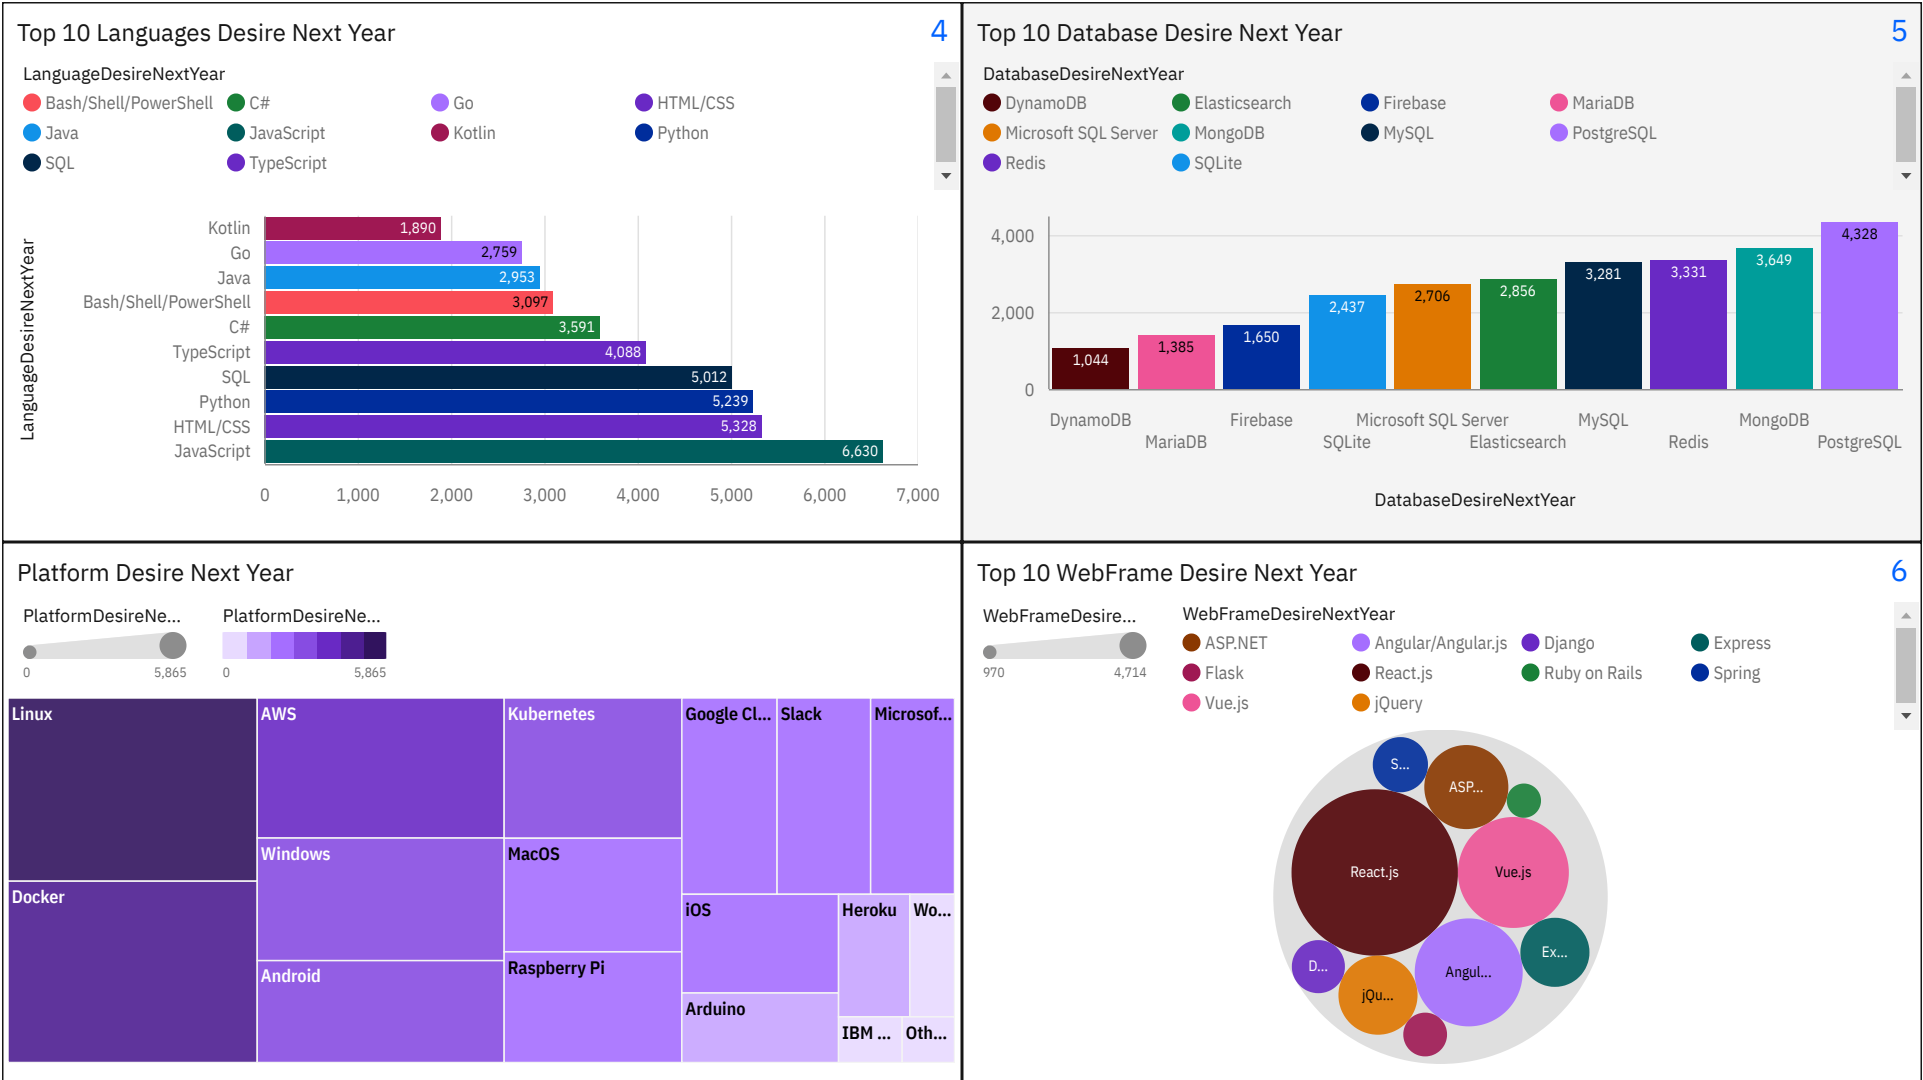 Top 10 Languages Desire Next Year
4
LanguageDesireNextYear
Bash/Shell/PowerShell C# Go HTML/CSS
Java JavaScript Kotlin Python
SQL TypeScript
LanguageDesireNextYear
Kotlin 1,890
Go 2,759
Java 2,953
Bash/Shell/PowerShell 3,097
C# 3,591
TypeScript 4,088
SQL 5,012
Python 5,239
HTML/CSS 5,328
JavaScript 6,630
0 1,000 2,000 3,000 4,000 5,000 6,000 7,000
Top 10 Database Desire Next Year
5
DatabaseDesireNextYear
DynamoDB Elasticsearch Firebase MariaDB
Microsoft SQL Server MongoDB MySQL PostgreSQL
Redis SQLite
4,000
2,000
0
1,044 1,385 1,650 2,437 2,706 2,856 3,281 3,331 3,649 4,328
DynamoDB Firebase Microsoft SQL Server MySQL MongoDB
MariaDB SQLite Elasticsearch Redis PostgreSQL
DatabaseDesireNextYear
Platform Desire Next Year
PlatformDesireNe... PlatformDesireNe...
0 5,865 0 5,865
Linux AWS Kubernetes Google Cl... Slack Microsof...
Windows MacOS
Docker iOS Heroku Wo...
Android Raspberry Pi
Arduino IBM ... Oth...
Top 10 WebFrame Desire Next Year
6
WebFrameDesire... WebFrameDesireNextYear
970 4,714
ASP.NET Angular/Angular.js Django Express
Flask React.js Ruby on Rails Spring
Vue.js jQuery
S...
ASP...
React.js Vue.js
D... Angul... Ex...
jQu...